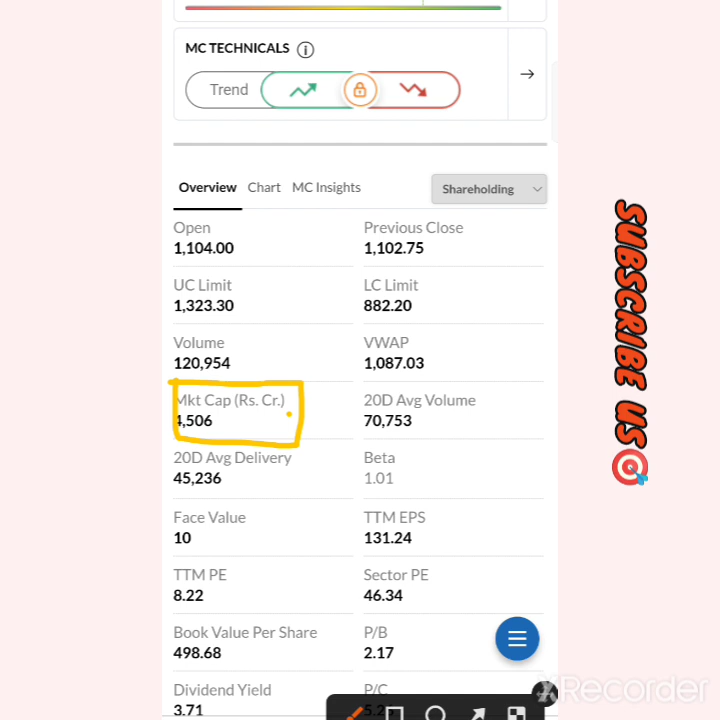 MC TECHNICALS
Trend
Overview Chart MC Insights Shareholding
Open Previous Close
1,104.00 1,102.75
UC Limit LC Limit
1,323.30 882.20
Volume VWAP
120,954 1,087.03
Mkt Cap (Rs. Cr.) 20D Avg Volume
4,506 70,753
20D Avg Delivery Beta
45,236 1.01
Face Value TTM EPS
10 131.24
TTM PE Sector PE
8.22 46.34
Book Value Per Share P/B
498.68 2.17
Dividend Yield P/C
3.71
SUBSCRIBE US
XRecorder